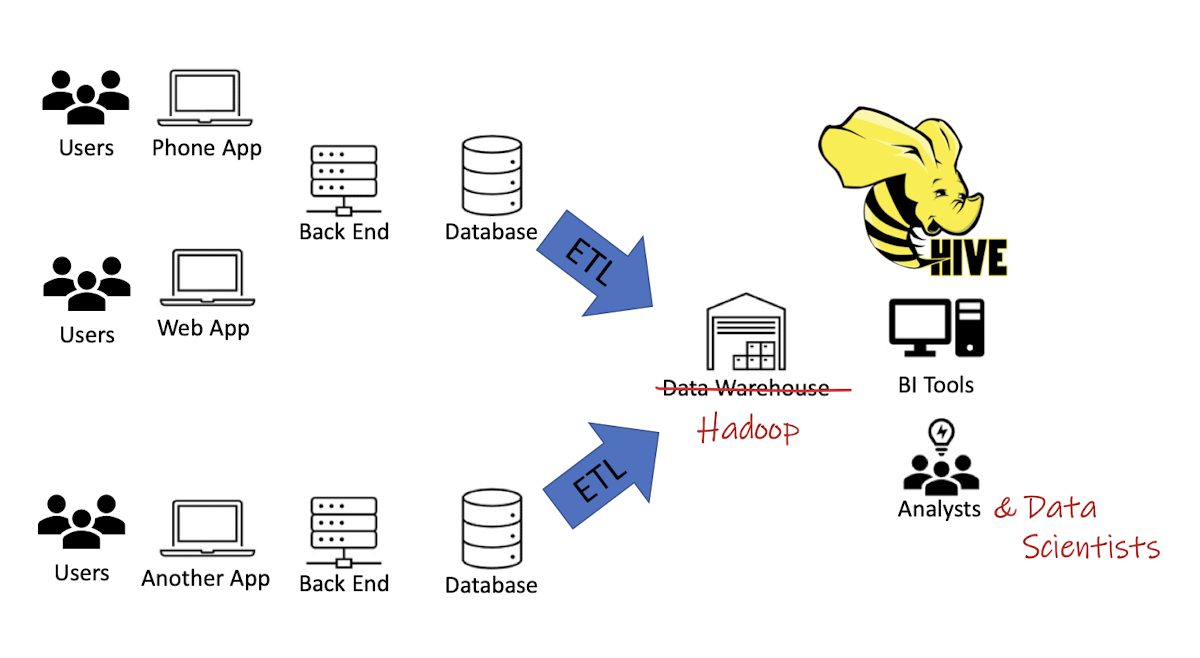 Users
Phone App
Back End
Database
ETL
Users
Web App
HIVE
Data Warehouse
Hadoop
BI Tools
ETL
Analysts & Data
Scientists
Users
Another App
Back End
Database